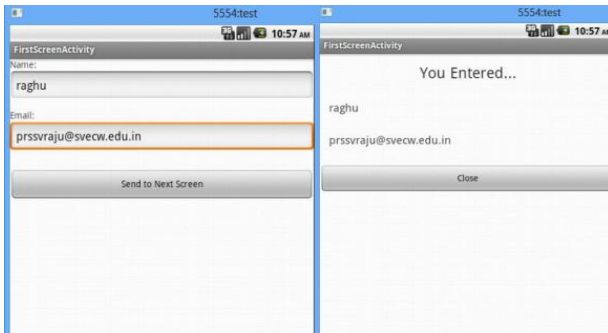 5554:test
10:57 AM
FirstScreenActivity
Name:
raghu
Email:
prssvraju@svecw.edu.in
Send to Next Screen
5554:test
10:57 AM
FirstScreenActivity
You Entered...
raghu
prssvraju@svecw.edu.in
Close